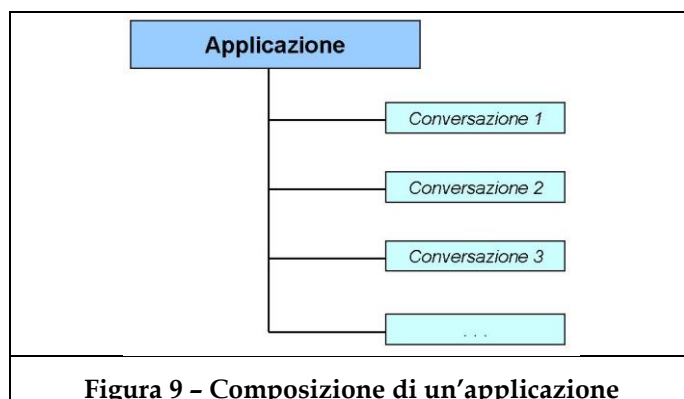 Applicazione
Conversazione 1
Conversazione 2
Conversazione 3
. . .
Figura 9 – Composizione di un’applicazione